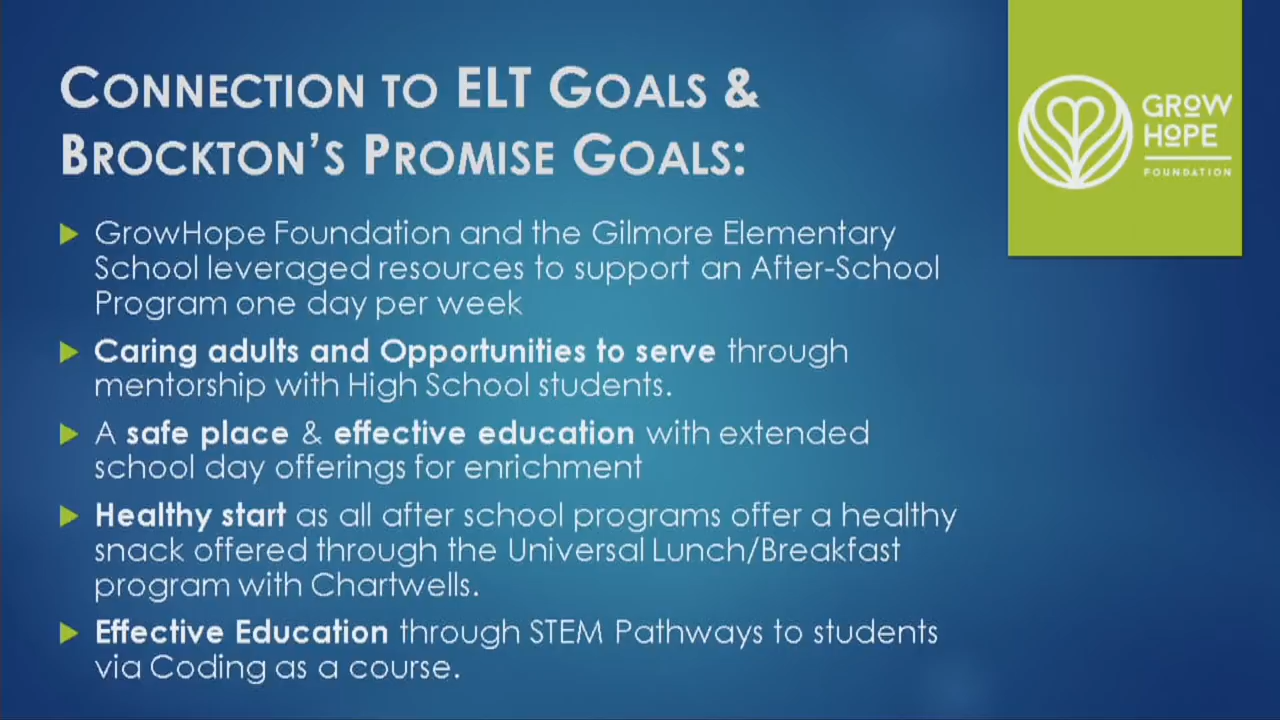 CONNECTION TO ELT GOALS &
BROCKTON'S PROMISE GOALS:
GROW
HOPE
FOUNDATION
GrowHope Foundation and the Gilmore Elementary
School leveraged resources to support an After-School
Program one day per week
Caring adults and Opportunities to serve through
mentorship with High School students.
A safe place & effective education with extended
school day offerings for enrichment
Healthy start as all after school programs offer a healthy
snack offered through the Universal Lunch/Breakfast
program with Chartwells.
Effective Education through STEM Pathways to students
via Coding as a course.